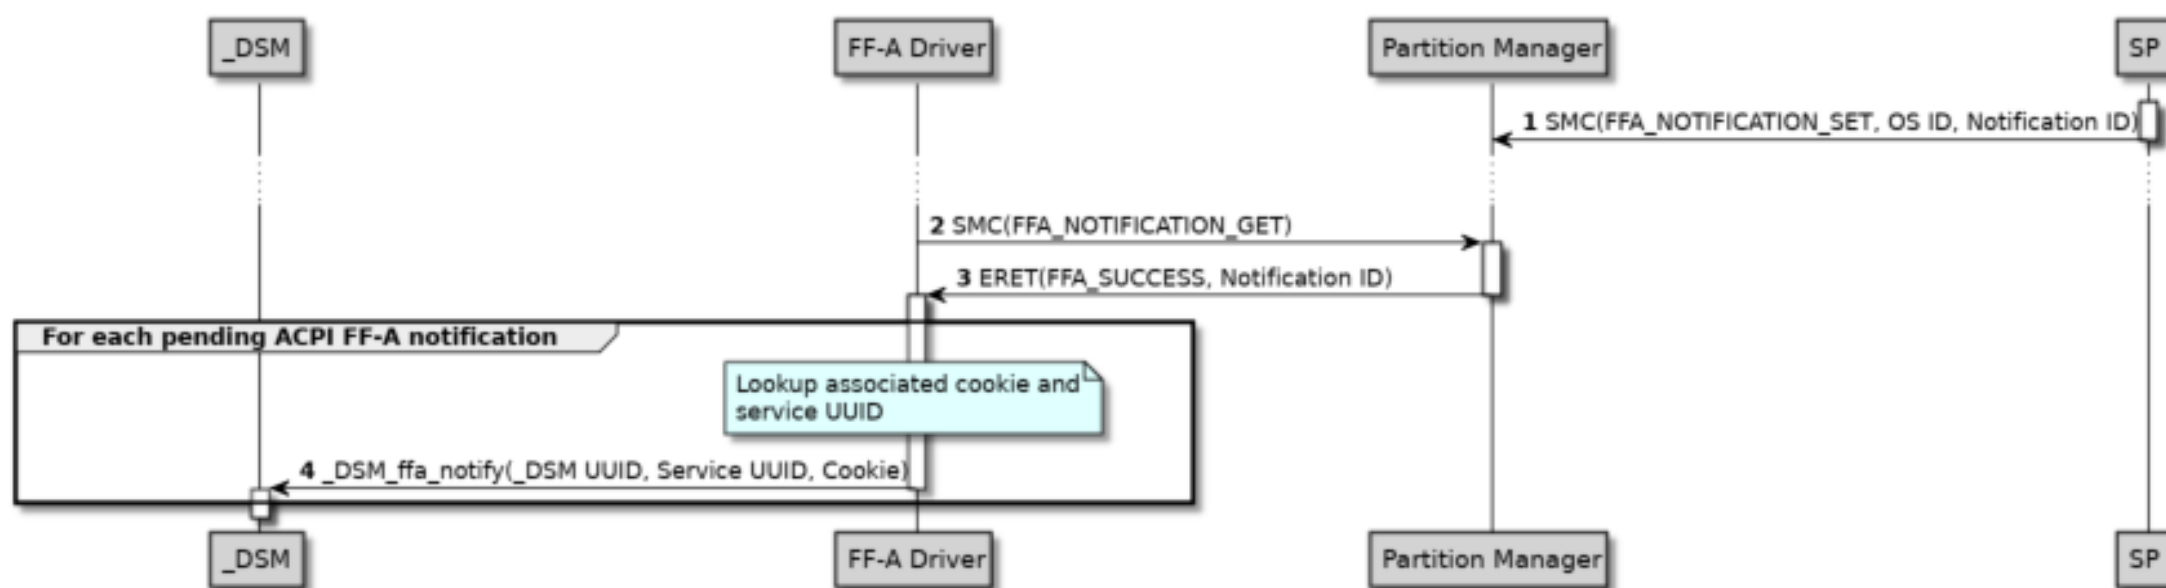 _DSM
FF-A Driver
Partition Manager
SP
1 SMC(FFA_NOTIFICATION_SET, OS ID, Notification ID)
2 SMC(FFA_NOTIFICATION_GET)
3 ERET(FFA_SUCCESS, Notification ID)
For each pending ACPI FF-A notification
Lookup associated cookie and
service UUID
4 _DSM_ffa_notify(_DSM UUID, Service UUID, Cookie)
_DSM
FF-A Driver
Partition Manager
SP